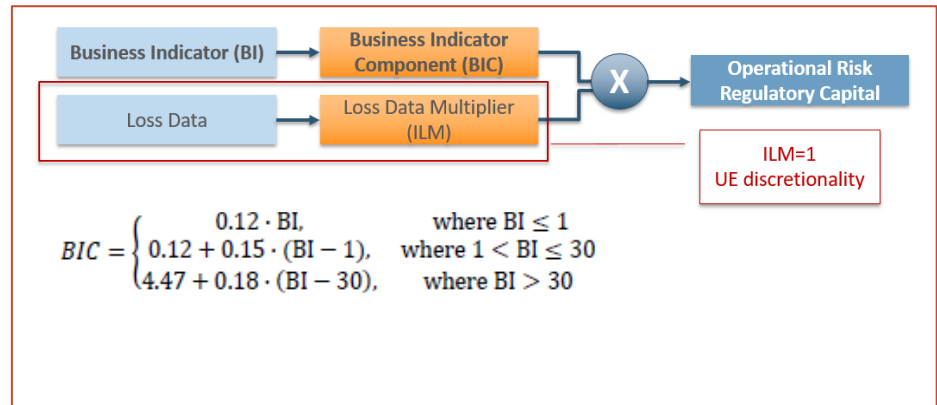 Business Indicator (BI)
Business Indicator
Component (BIC)
X
Operational Risk
Regulatory Capital
Loss Data
Loss Data Multiplier
(ILM)
ILM=1
UE discretionality
BIC = { 0.12 · BI, where BI ≤ 1
0.12 + 0.15 · (BI − 1), where 1 < BI ≤ 30
4.47 + 0.18 · (BI − 30), where BI > 30